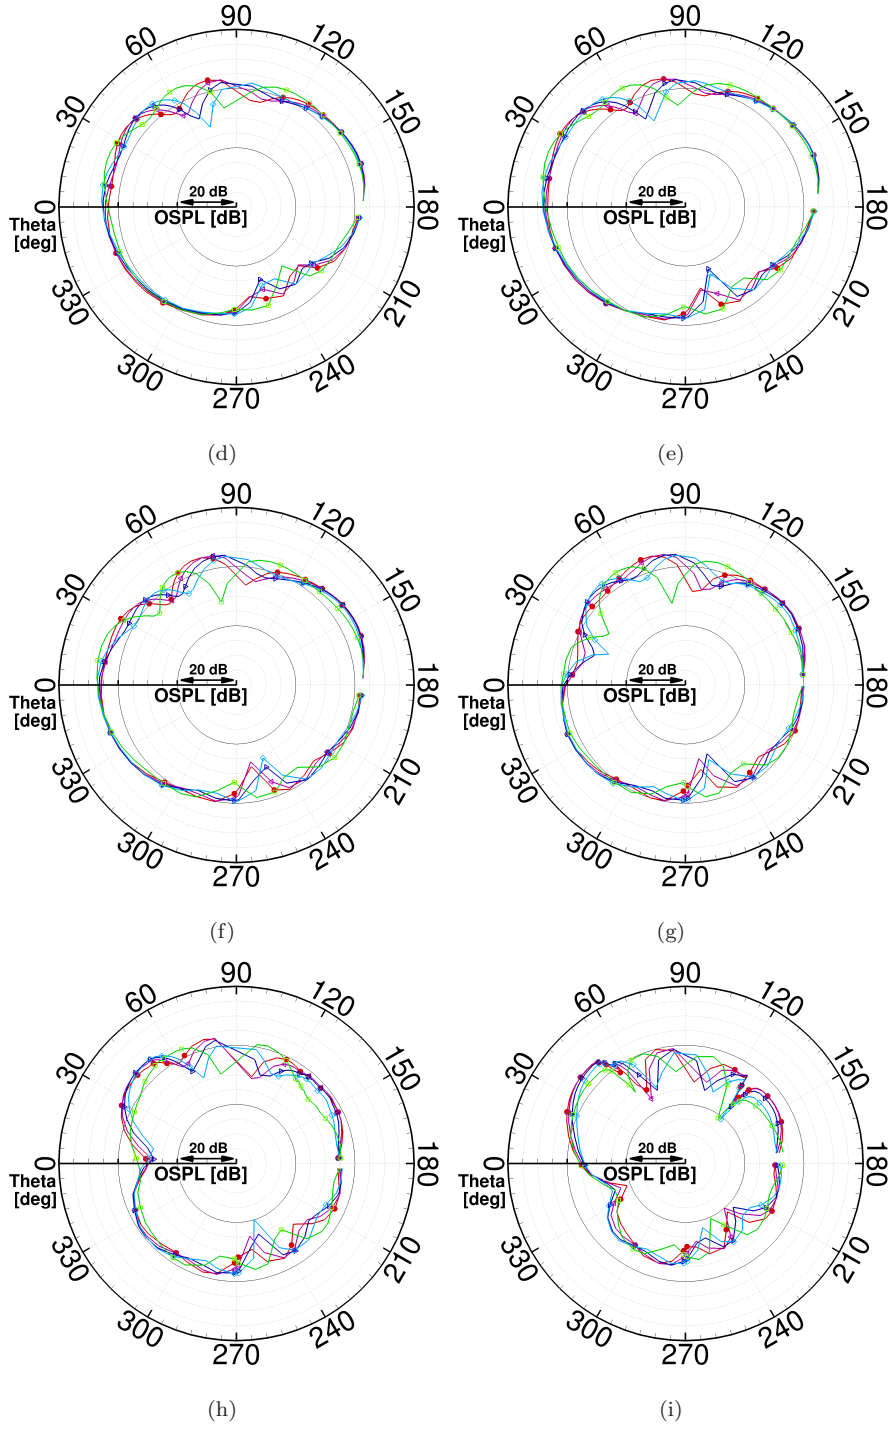 90 90
60 120 60 120
30 150 30 150
20 dB 20 dB
0 OSPL [dB] 180 0 OSPL [dB] 180
Theta Theta
[deg] [deg]
330 210 330 210
300 240 300 240
270 270
(d) (e)
90 90
60 120 60 120
30 150 30 150
20 dB 20 dB
0 OSPL [dB] 180 0 OSPL [dB] 180
Theta Theta
[deg] [deg]
330 210 330 210
300 240 300 240
270 270
(f) (g)
90 90
60 120 60 120
30 150 30 150
20 dB 20 dB
0 OSPL [dB] 180 0 OSPL [dB] 180
Theta Theta
[deg] [deg]
330 210 330 210
300 240 300 240
270 270
(h) (i)